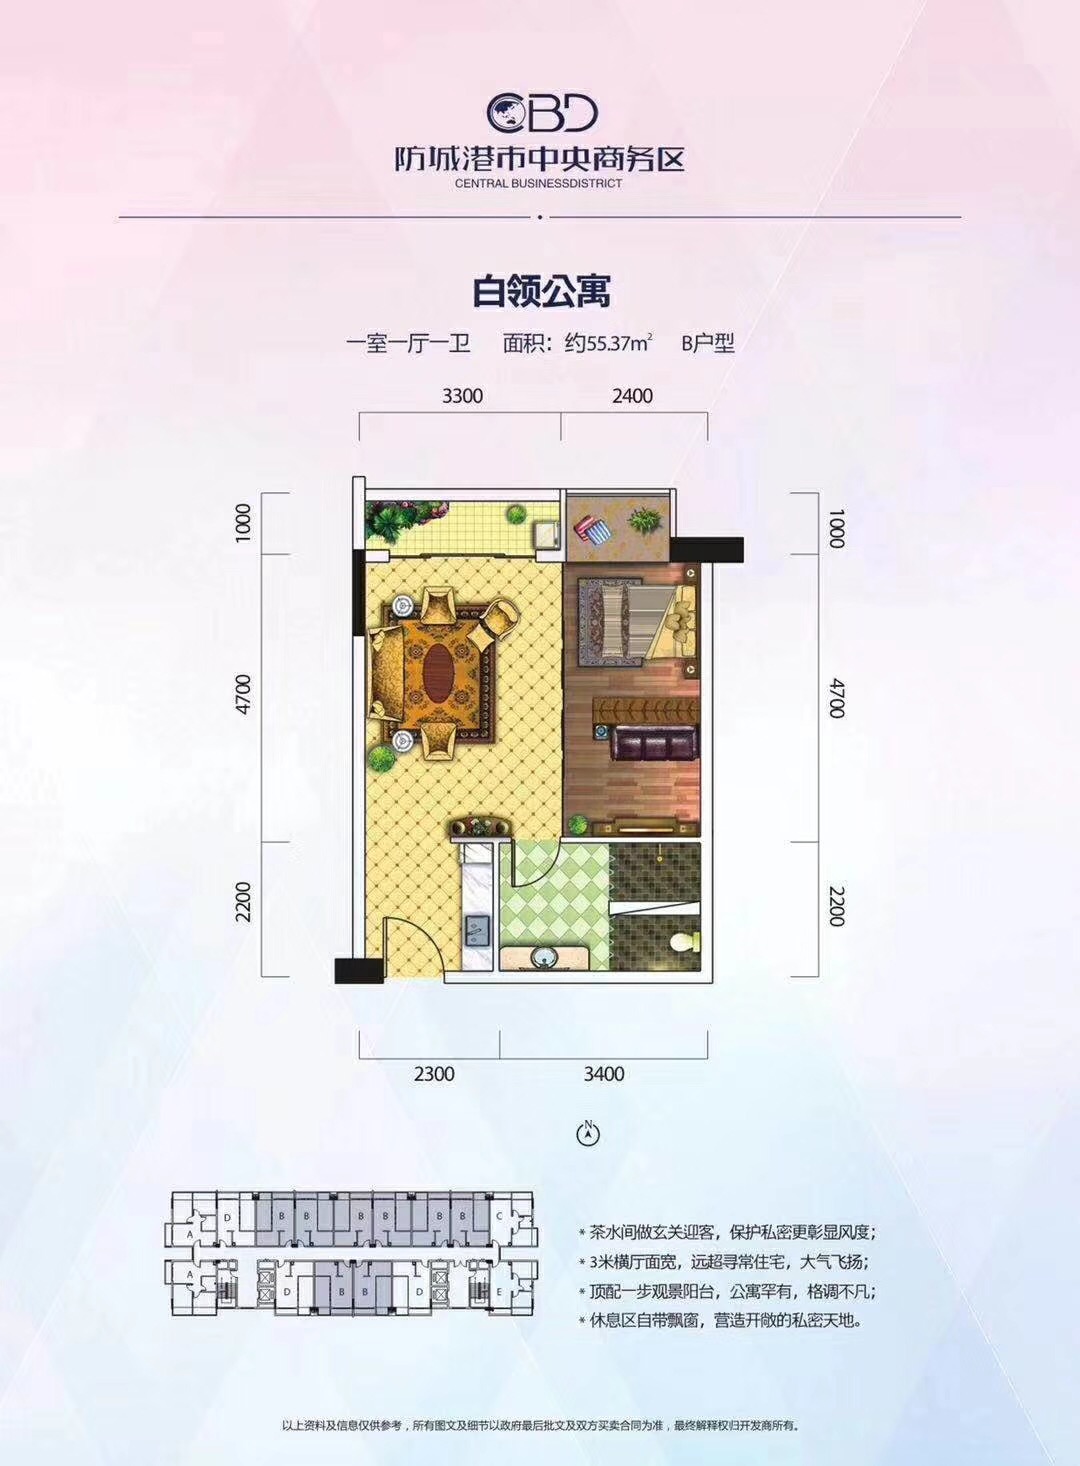 CBD
防城港市中央商务区
CENTRAL BUSINESSDISTRICT
白领公寓
一室一厅一卫 面积：约55.37m² B户型
3300 2400
1000 1000
4700 4700
2200 2200
2300 3400
N
A D B B B B B B C
A D B B D E
* 茶水间做玄关迎客，保护私密更彰显风度；
* 3米横厅面宽，远超寻常住宅，大气飞扬；
* 顶配一步观景阳台，公寓罕有，格调不凡；
* 休息区自带飘窗，营造开敞的私密天地。
以上资料及信息仅供参考，所有图文及细节以政府最后批文及双方买卖合同为准，最终解释权归开发商所有。